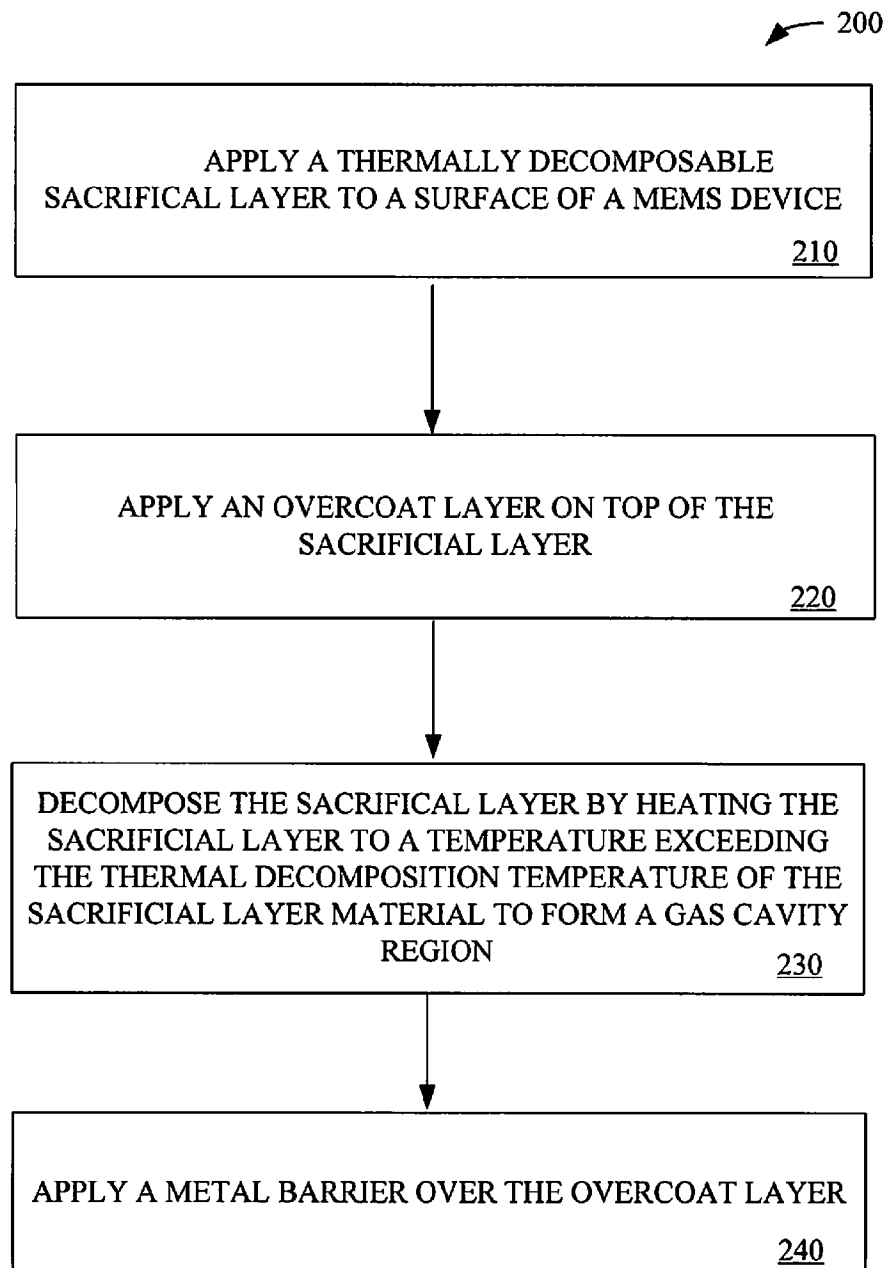 200
APPLY A THERMALLY DECOMPOSABLE
SACRIFICAL LAYER TO A SURFACE OF A MEMS DEVICE
210
APPLY AN OVERCOAT LAYER ON TOP OF THE
SACRIFICIAL LAYER
220
DECOMPOSE THE SACRIFICAL LAYER BY HEATING THE
SACRIFICIAL LAYER TO A TEMPERATURE EXCEEDING
THE THERMAL DECOMPOSITION TEMPERATURE OF THE
SACRIFICIAL LAYER MATERIAL TO FORM A GAS CAVITY
REGION
230
APPLY A METAL BARRIER OVER THE OVERCOAT LAYER
240